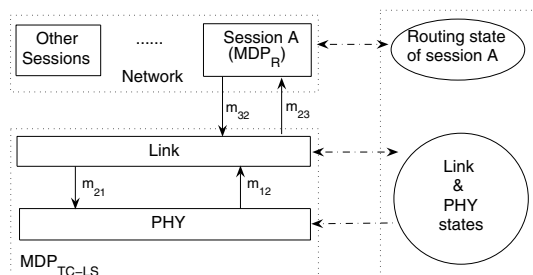 Other
Sessions
......
Session A
(MDP_R)
Network
Routing state
of session A
m_32
m_23
Link
m_21
m_12
PHY
MDP_TC–LS
Link
&
PHY
states